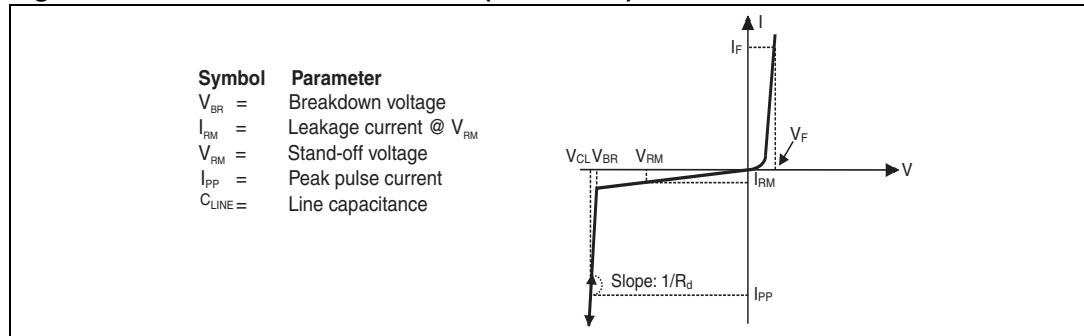 Symbol Parameter
VBR = Breakdown voltage
IRM = Leakage current @ VRM
VRM = Stand-off voltage
IPP = Peak pulse current
CLINE = Line capacitance
I
IF
VF
VCL VBR VRM
V
IRM
Slope: 1/Rd
IPP